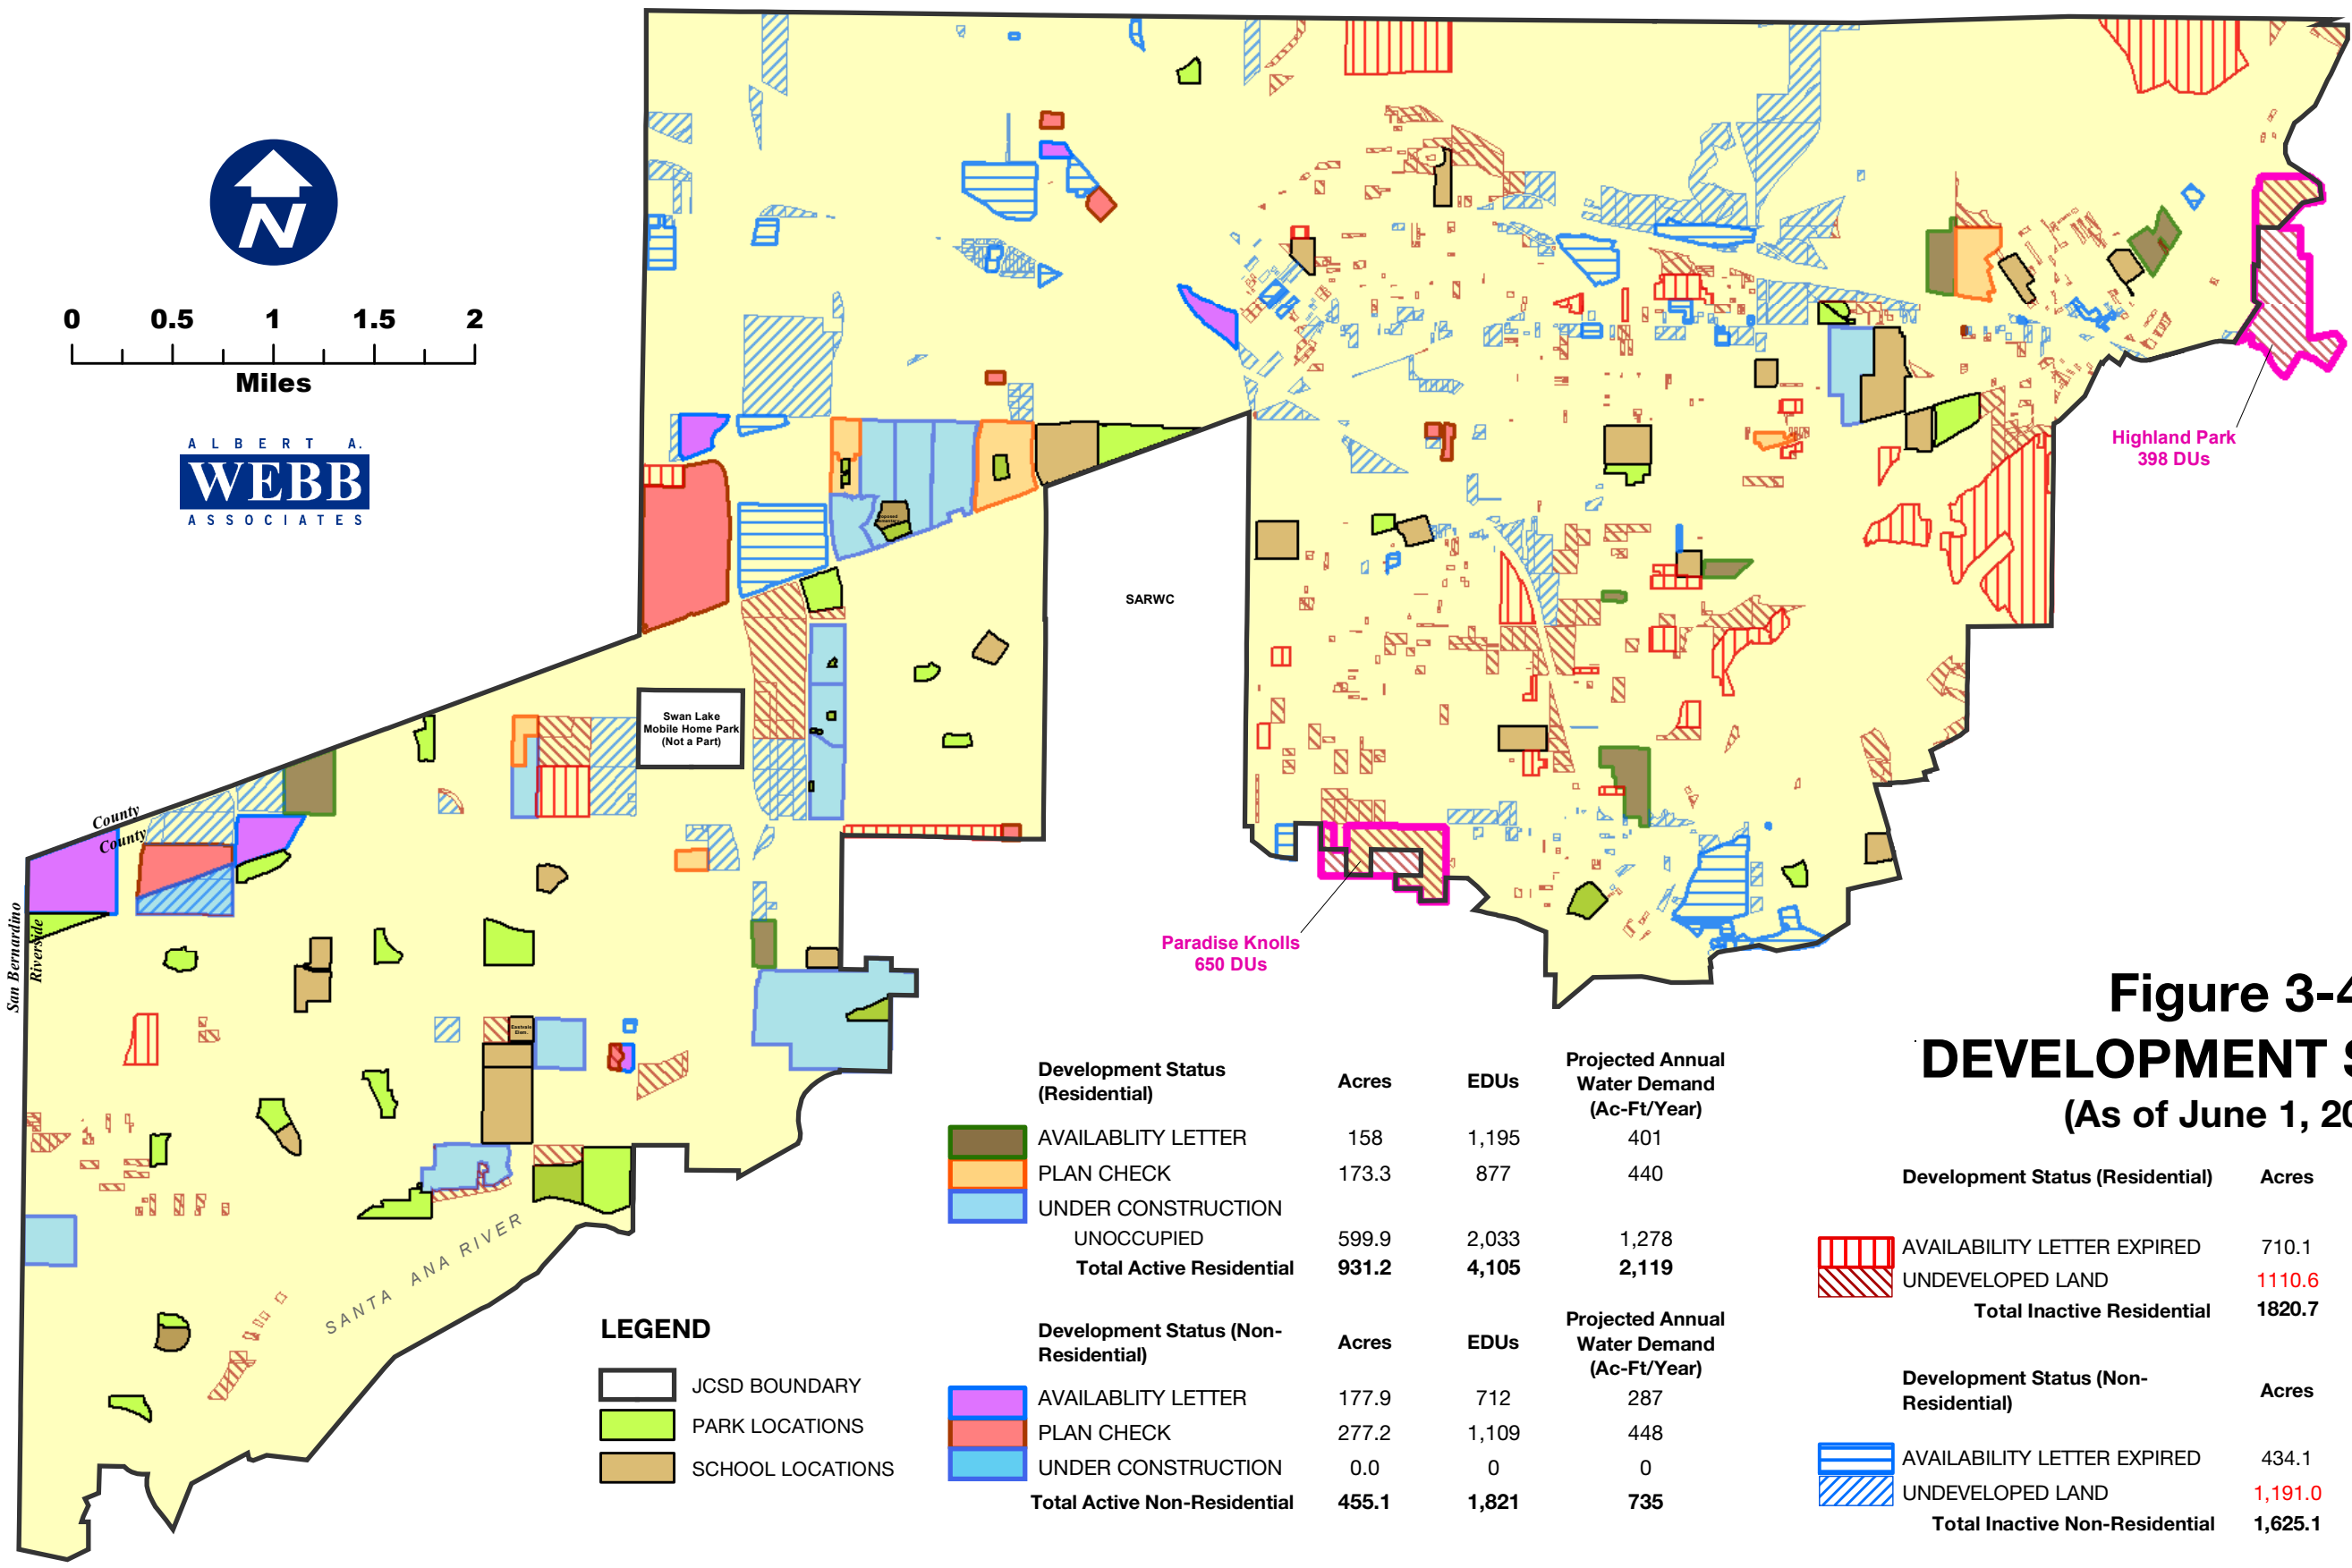 0 0.5 1 1.5 2
Miles
ALBERT A.
WEBB
ASSOCIATES
SARWC
Swan Lake
Mobile Home Park
(Not a Part)
Highland Park
398 DUs
Paradise Knolls
650 DUs
County
County
San Bernardino
Riverside
Eastvale
Elem.
SANTA ANA RIVER
LEGEND
JCSD BOUNDARY
PARK LOCATIONS
SCHOOL LOCATIONS
Development Status
(Residential) Acres EDUs Projected Annual
Water Demand
(Ac-Ft/Year)
AVAILABLITY LETTER 158 1,195 401
PLAN CHECK 173.3 877 440
UNDER CONSTRUCTION
UNOCCUPIED 599.9 2,033 1,278
Total Active Residential 931.2 4,105 2,119
Development Status (Non-
Residential) Acres EDUs Projected Annual
Water Demand
(Ac-Ft/Year)
AVAILABLITY LETTER 177.9 712 287
PLAN CHECK 277.2 1,109 448
UNDER CONSTRUCTION 0.0 0 0
Total Active Non-Residential 455.1 1,821 735
Figure 3-4
DEVELOPMENT S
(As of June 1, 20
Development Status (Residential) Acres
AVAILABILITY LETTER EXPIRED 710.1
UNDEVELOPED LAND 1110.6
Total Inactive Residential 1820.7
Development Status (Non-
Residential) Acres
AVAILABILITY LETTER EXPIRED 434.1
UNDEVELOPED LAND 1,191.0
Total Inactive Non-Residential 1,625.1